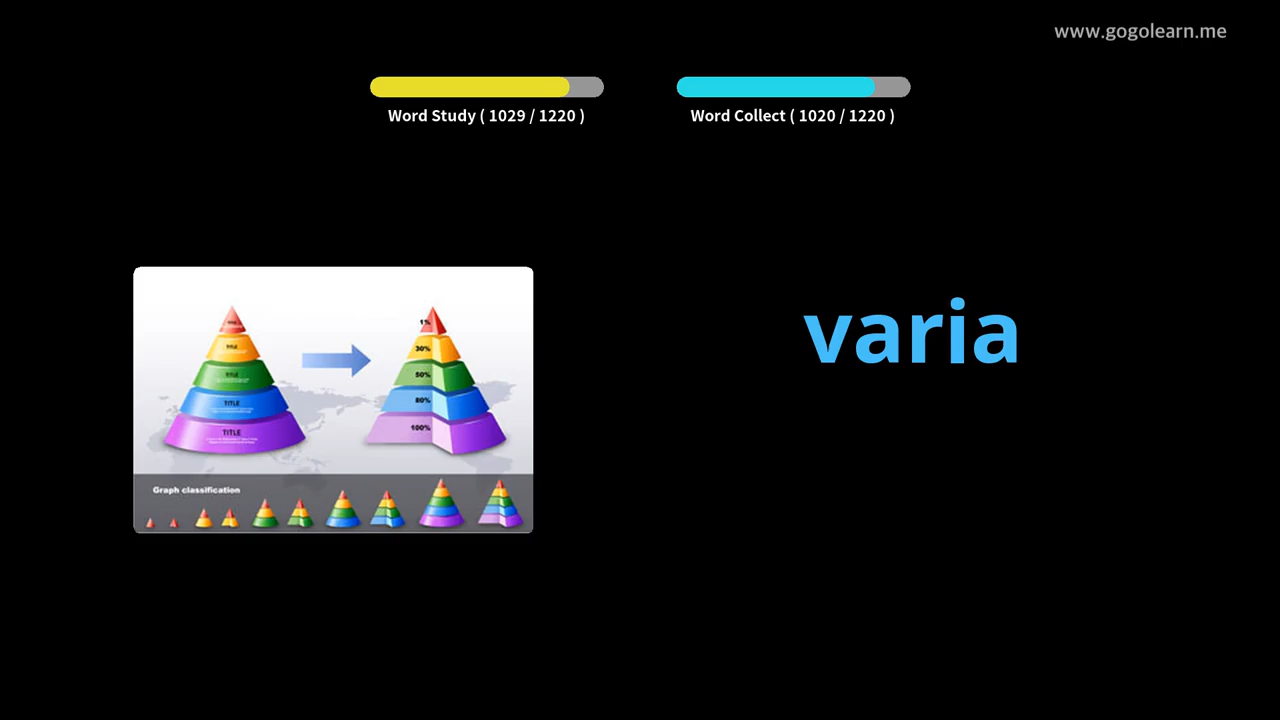 www.gogolearn.me
Word Study ( 1029 / 1220 )
Word Collect ( 1020 / 1220 )
varia
TITLE
TITLE
TITLE
TITLE
1%
30%
50%
80%
100%
Graph classification